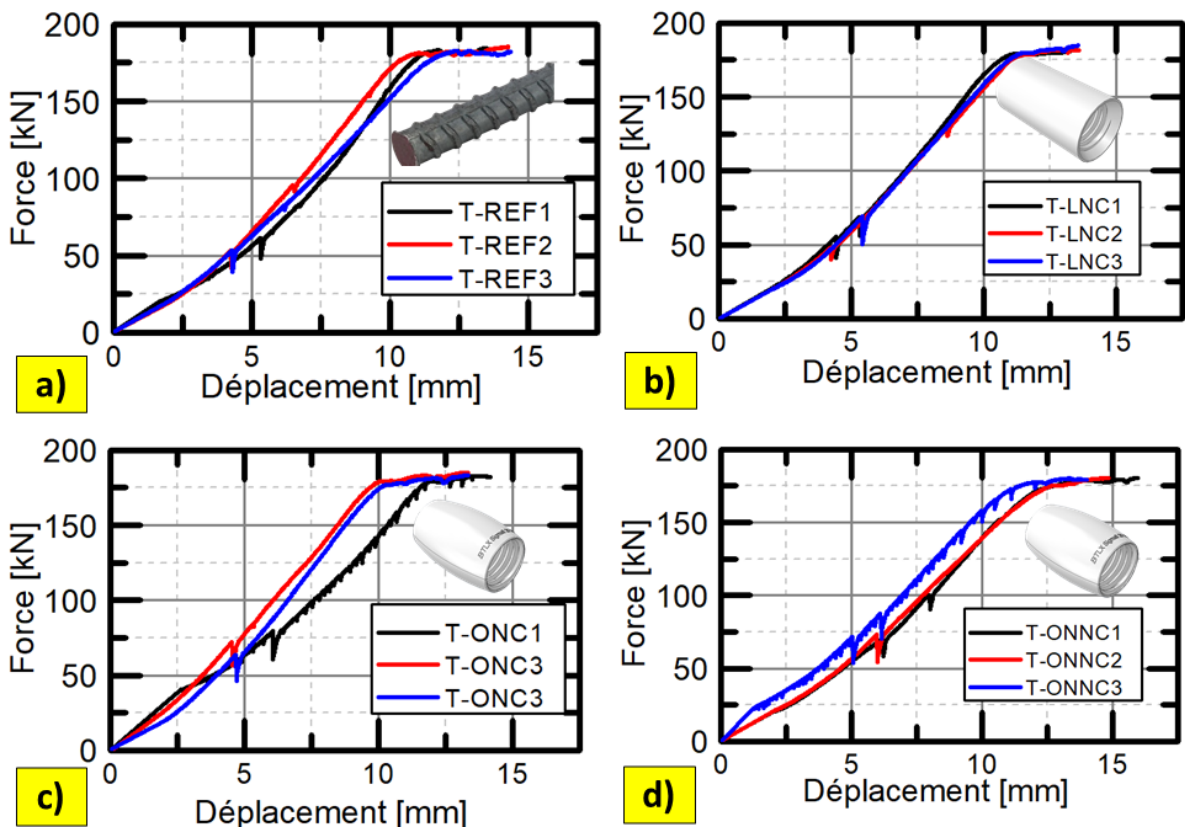 200
150
100
50
0
Force [kN]
T-REF1
T-REF2
T-REF3
0 5 10 15
Déplacement [mm]
a)
200
150
100
50
0
Force [kN]
T-LNC1
T-LNC2
T-LNC3
0 5 10 15
Déplacement [mm]
b)
200
150
100
50
0
Force [kN]
T-ONC1
T-ONC3
T-ONC3
0 5 10 15
Déplacement [mm]
c)
200
150
100
50
0
Force [kN]
T-ONNC1
T-ONNC2
T-ONNC3
0 5 10 15
Déplacement [mm]
d)